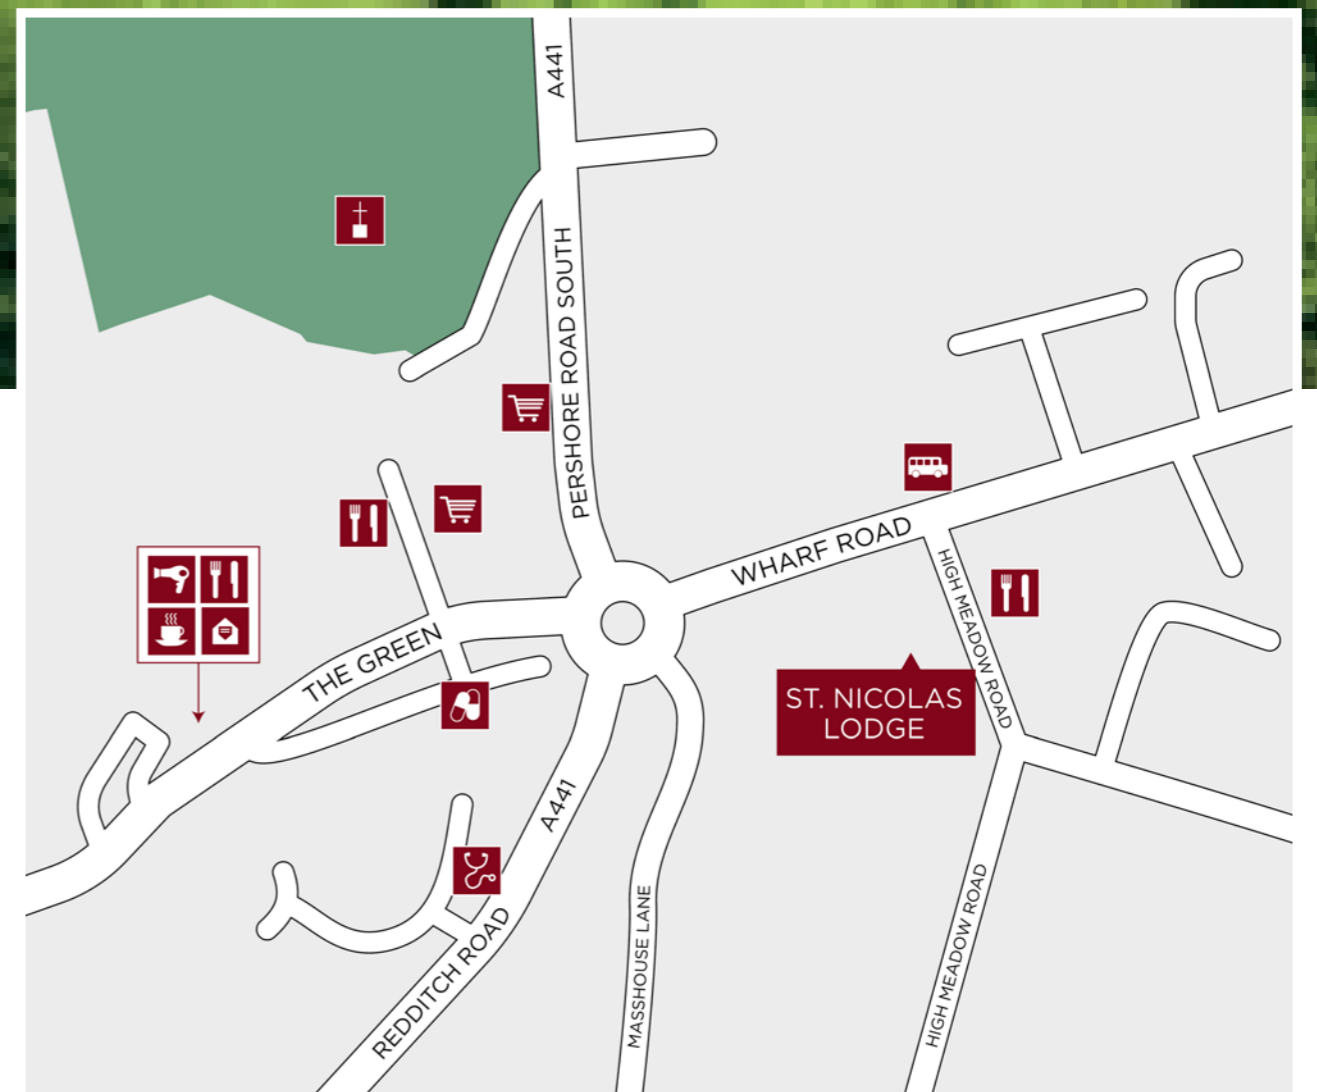 A441
PERSHORE ROAD SOUTH
WHARF ROAD
HIGH MEADOW ROAD
THE GREEN
ST. NICOLAS
LODGE
A441
REDDITCH ROAD
MASSHOUSE LANE
HIGH MEADOW ROAD